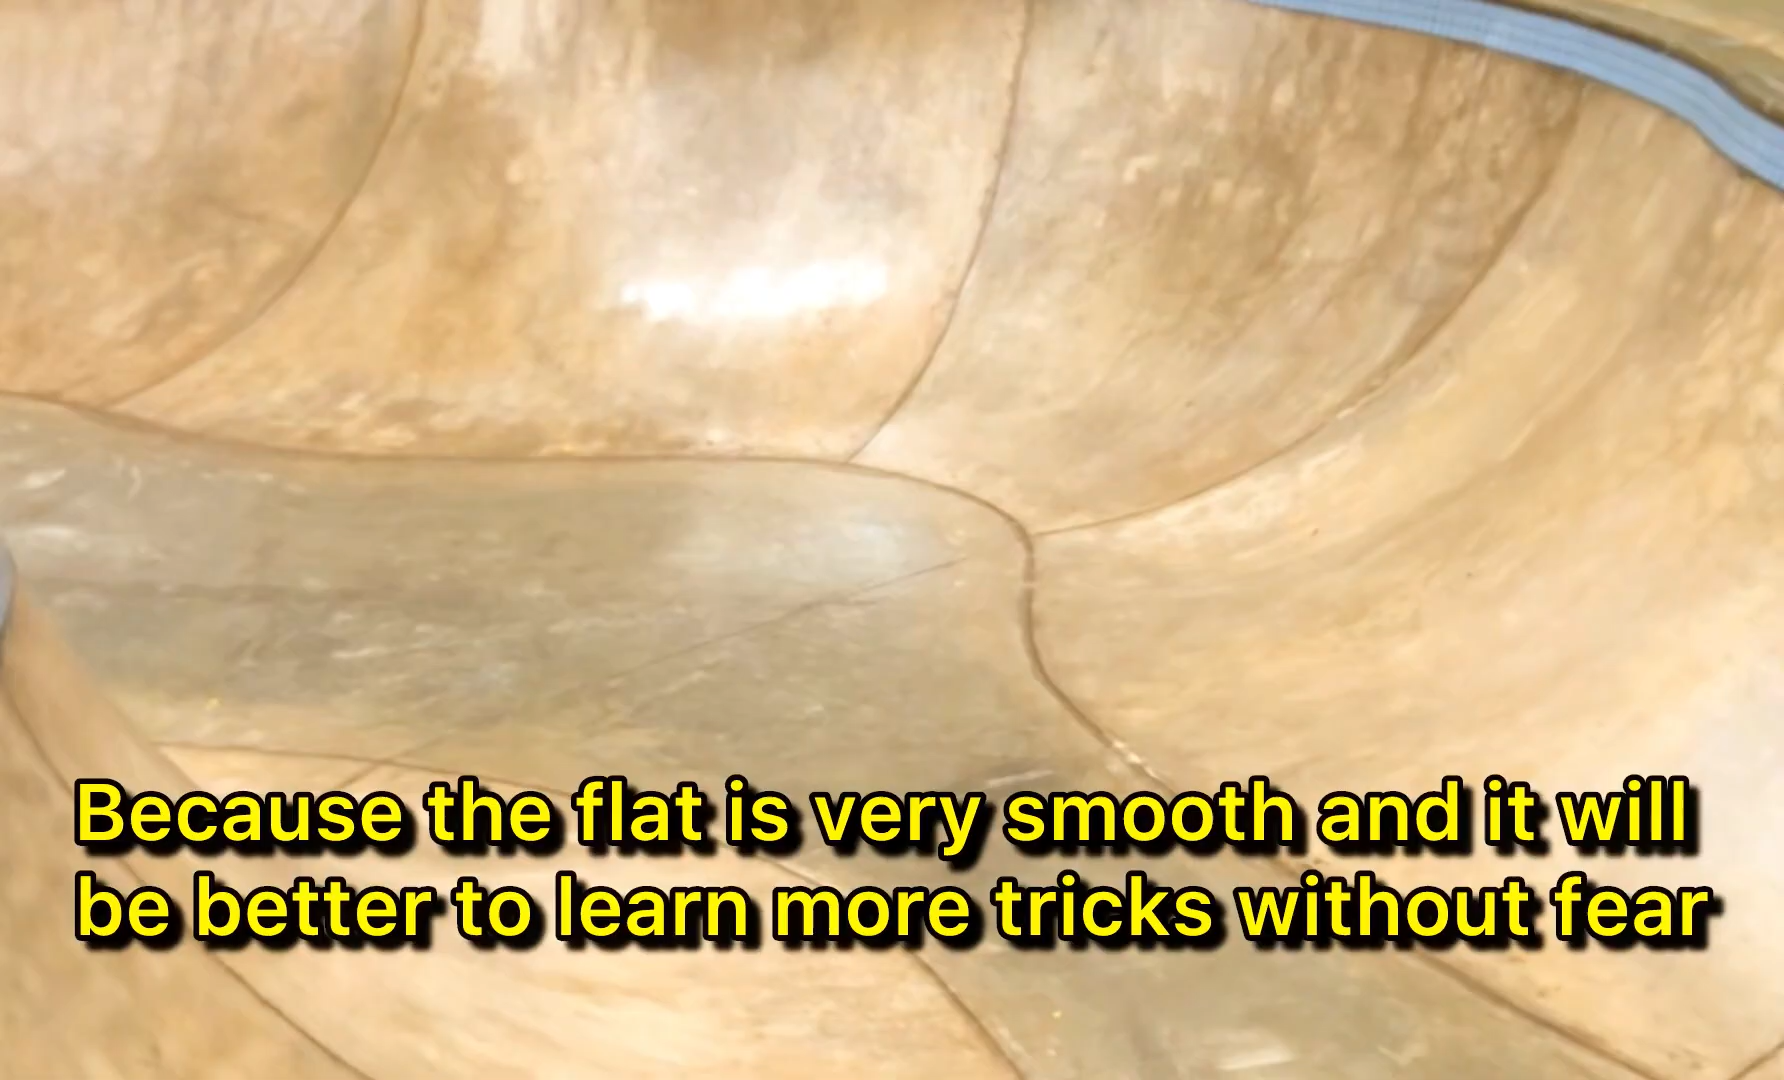 Because the flat is very smooth and it will
be better to learn more tricks without fear